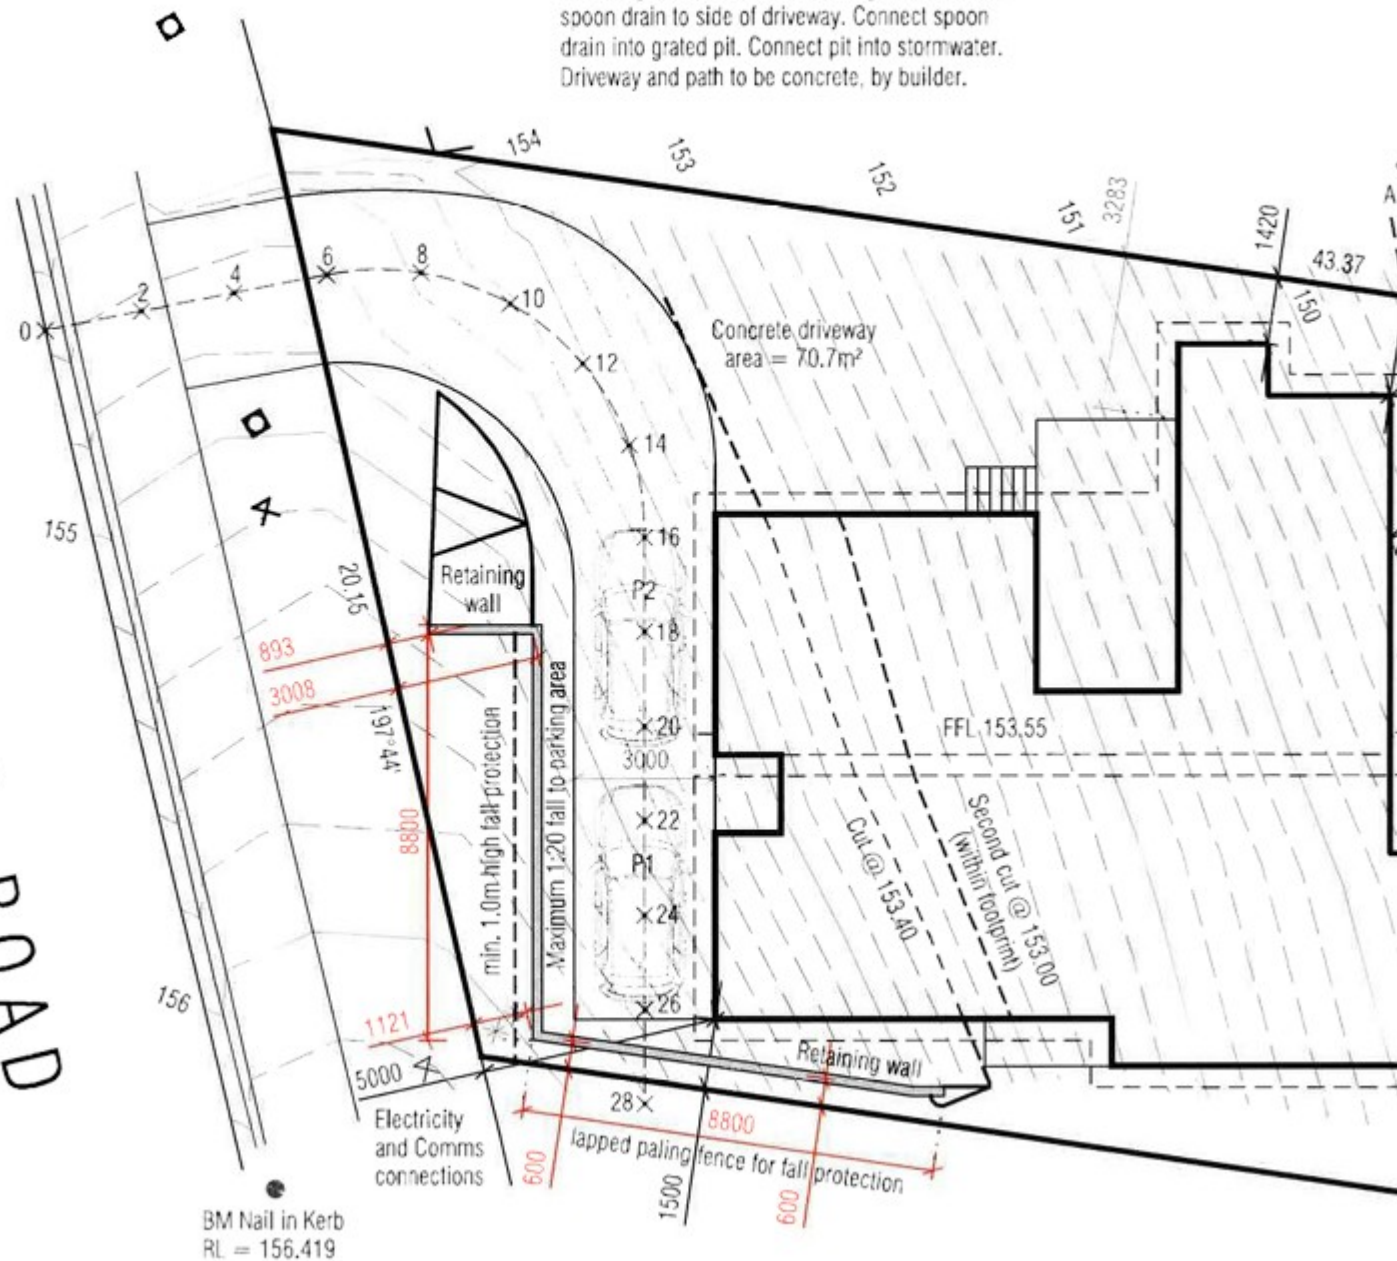 spoon drain to side of driveway. Connect spoon
drain into grated pit. Connect pit into stormwater.
Driveway and path to be concrete, by builder.
154
153
152
151
3283
1420
43.37
150
A
0
2
4
6
8
10
12
14
16
18
20
22
24
26
28
Concrete driveway
area = 70.7m²
155
20.15
Retaining
wall
P2
893
3008
197°44'
8800
min. 1.0m high fall protection
Maximum 1:20 fall to parking area
3000
P1
FFL 153.55
Cut @ 153.40
Second cut @ 153.00
(within footprint)
156
ROAD
1121
5000
Electricity
and Comms
connections
Retaining wall
8800
lapped paling fence for fall protection
600
1500
600
BM Nail in Kerb
RL = 156.419